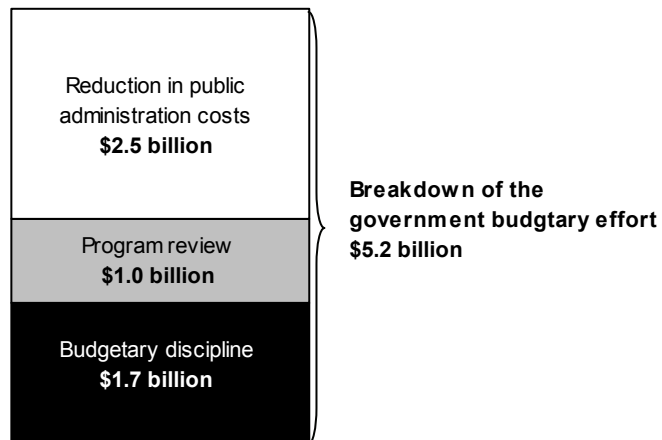 Reduction in public
administration costs
$2.5 billion
Program review
$1.0 billion
Budgetary discipline
$1.7 billion
Breakdown of the
government budgtary effort
$5.2 billion